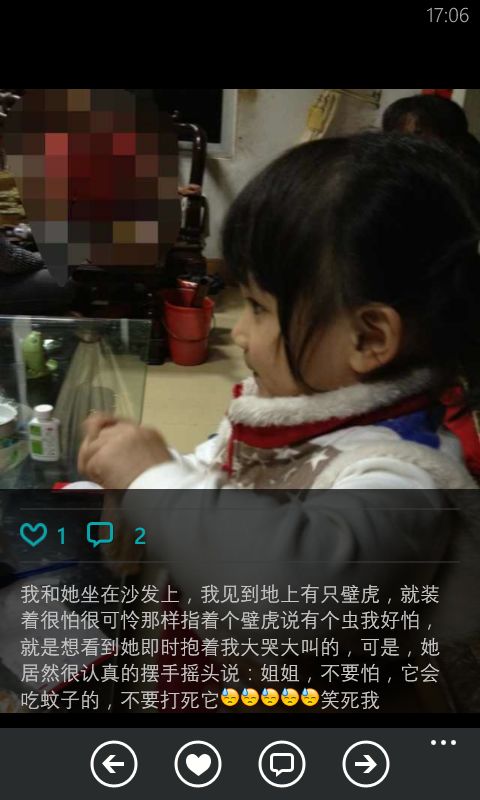 17:06
1 2
我和她坐在沙发上，我见到地上有只壁虎，就装
着很怕很可怜那样指着个壁虎说有个虫我好怕，
就是想看到她即时抱着我大哭大叫的，可是，她
居然很认真的摆手摇头说：姐姐，不要怕，它会
吃蚊子的，不要打死它😓😓😓😓😓笑死我